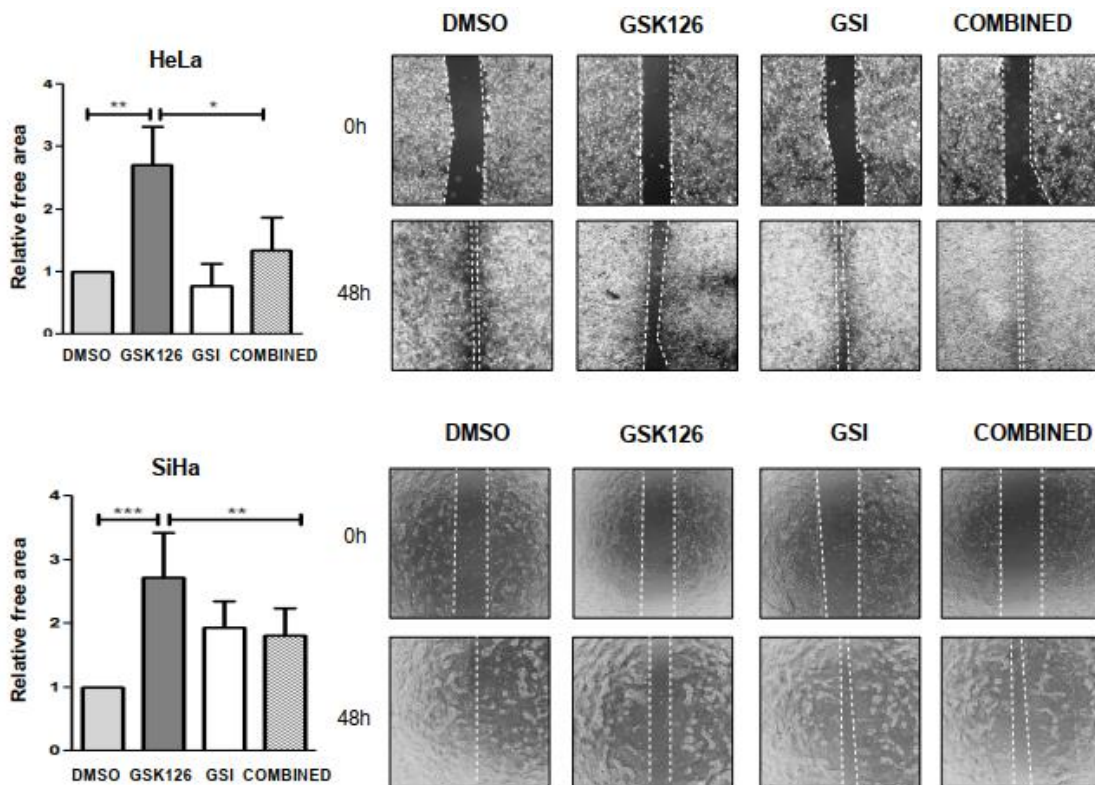 HeLa
Relative free area
4
3
2
1
0
** *
DMSO GSK126 GSI COMBINED
DMSO GSK126 GSI COMBINED
0h
48h
SiHa
Relative free area
4
3
2
1
0
*** **
DMSO GSK126 GSI COMBINED
DMSO GSK126 GSI COMBINED
0h
48h